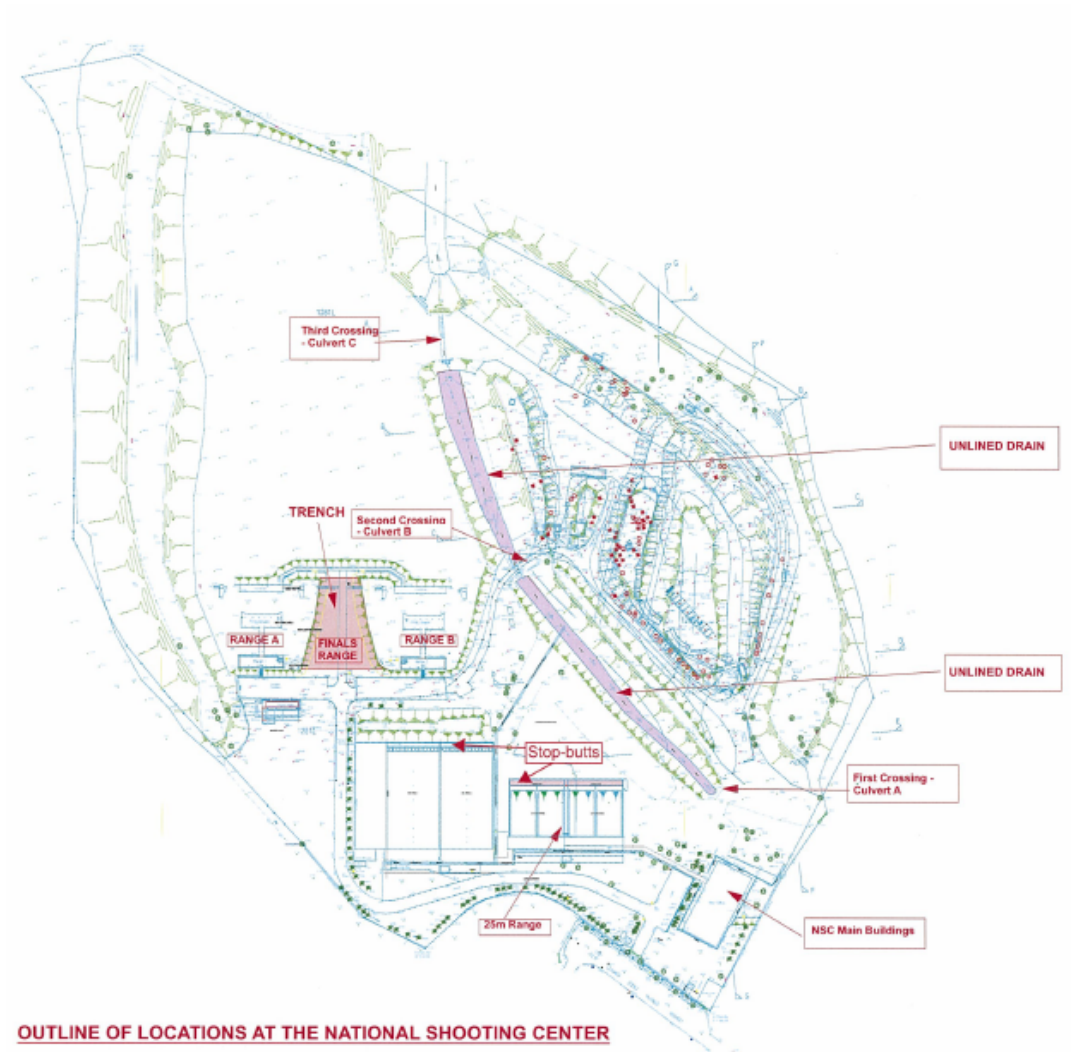 Third Crossing
- Culvert C
UNLINED DRAIN
TRENCH
Second Crossing
- Culvert B
RANGE A
FINALS
RANGE
RANGE B
UNLINED DRAIN
Stop-butts
First Crossing -
Culvert A
25m Range
NSC Main Buildings
OUTLINE OF LOCATIONS AT THE NATIONAL SHOOTING CENTER